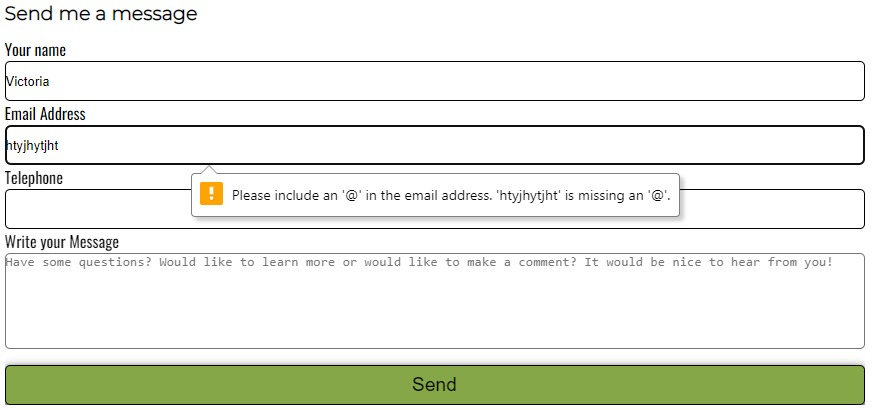 Send me a message
Your name
Victoria
Email Address
htyjhytjht
Telephone
Please include an '@' in the email address. 'htyjhytjht' is missing an '@'.
Write your Message
Have some questions? Would like to learn more or would like to make a comment? It would be nice to hear from you!
Send